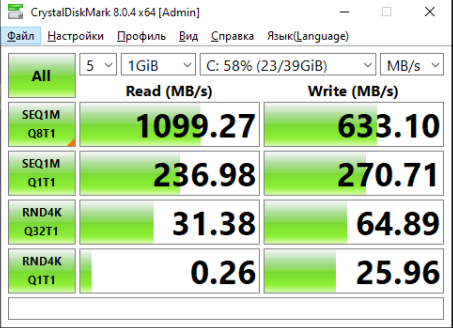 CrystalDiskMark 8.0.4 x64 [Admin]
Файл Настройки Профиль Вид Справка Язык(Language)
All 5 1GiB C: 58% (23/39GiB) MB/s
Read (MB/s) Write (MB/s)
SEQ1M Q8T1 1099.27 633.10
SEQ1M Q1T1 236.98 270.71
RND4K Q32T1 31.38 64.89
RND4K Q1T1 0.26 25.96